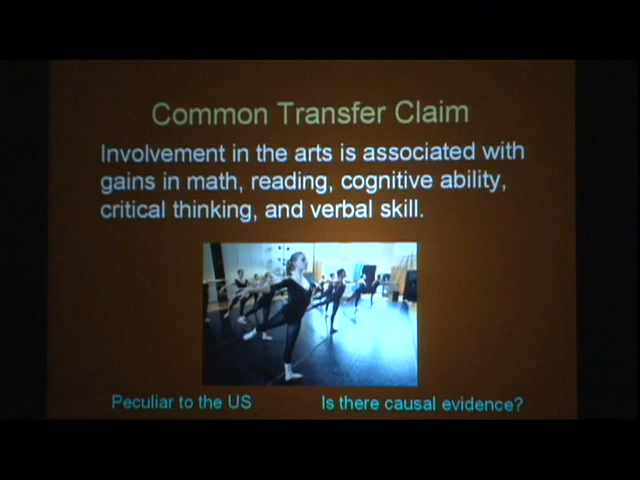 Common Transfer Claim
Involvement in the arts is associated with
gains in math, reading, cognitive ability,
critical thinking, and verbal skill.
Peculiar to the US
Is there causal evidence?